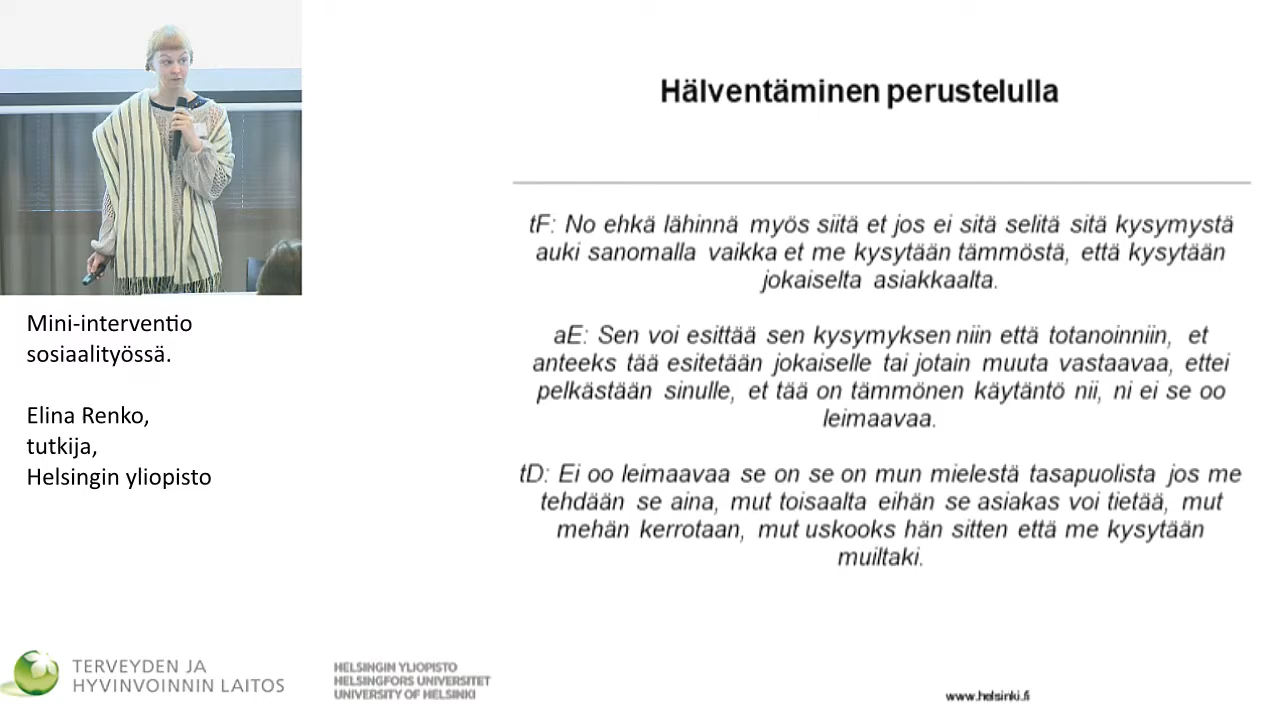 Hälventäminen perustelulla
tF: No ehkä lähinnä myös siitä et jos ei sitä selitä sitä kysymystä
auki sanomalla vaikka et me kysytään tämmöstä, että kysytään
jokaiselta asiakkaalta.
aE: Sen voi esittää sen kysymyksen niin että totanoinniin, et
anteeks tää esitetään jokaiselle tai jotain muuta vastaavaa, ettei
pelkästään sinulle, et tää on tämmönen käytäntö nii, ni ei se oo
leimaavaa.
tD: Ei oo leimaavaa se on se on mun mielestä tasapuolista jos me
tehdään se aina, mut toisaalta eihän se asiakas voi tietää, mut
mehän kerrotaan, mut uskooks hän sitten että me kysytään
muiltaki.
Mini-interventio
sosiaalityössä.
Elina Renko,
tutkija,
Helsingin yliopisto
TERVEYDEN JA
HYVINVOINNIN LAITOS
HELSINGIN YLIOPISTO
HELSINGFORS UNIVERSITET
UNIVERSITY OF HELSINKI
www.helsinki.fi